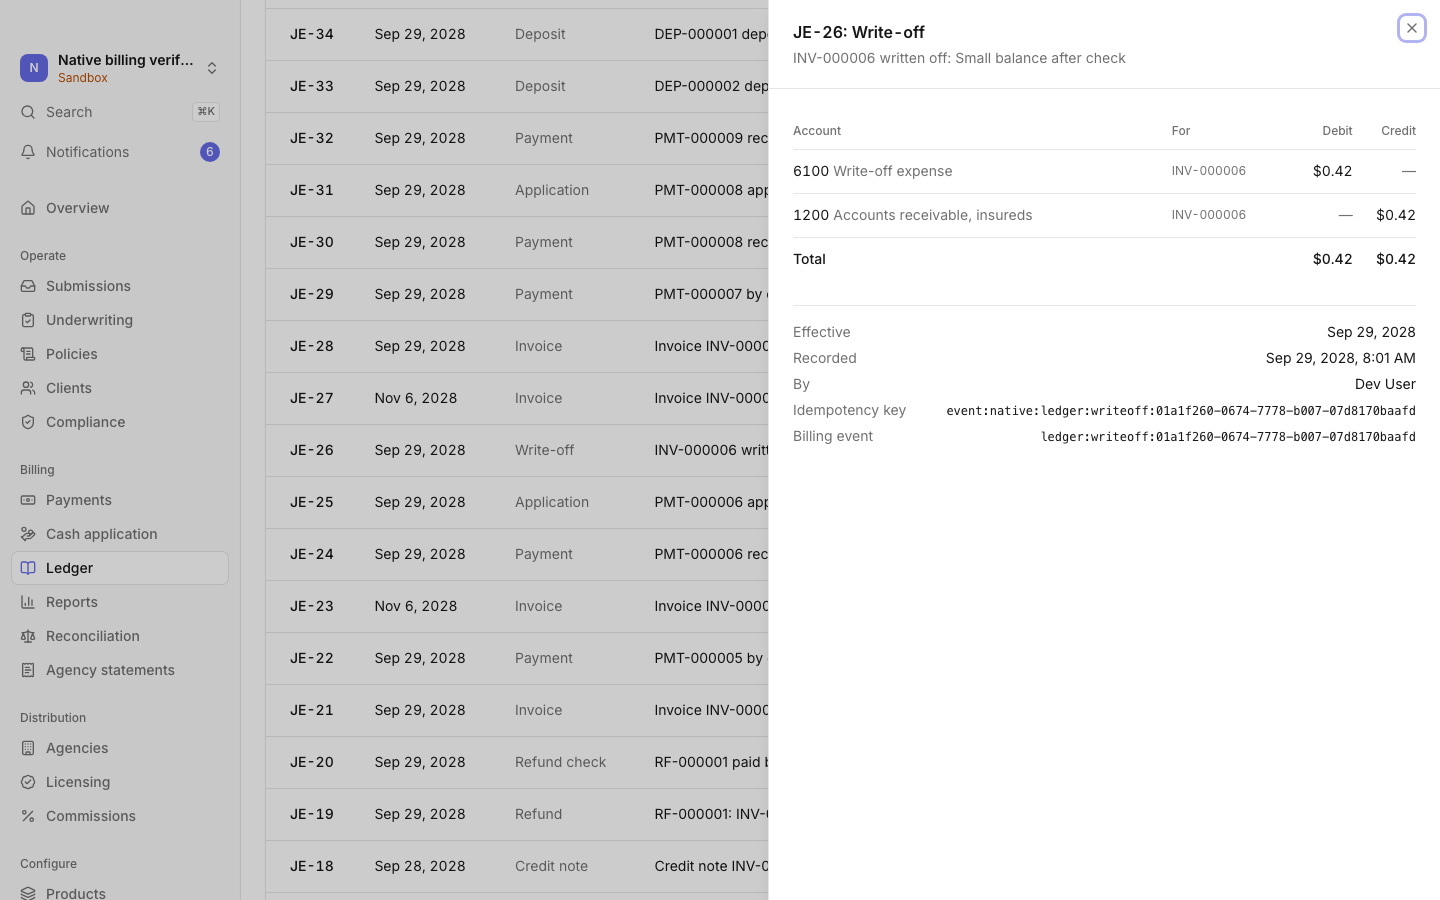 N
Native billing verif...
Sandbox
Search
⌘K
Notifications
6
Overview
Operate
Submissions
Underwriting
Policies
Clients
Compliance
Billing
Payments
Cash application
Ledger
Reports
Reconciliation
Agency statements
Distribution
Agencies
Licensing
Commissions
Configure
Products
JE-34 Sep 29, 2028 Deposit DEP-000001 dep
JE-33 Sep 29, 2028 Deposit DEP-000002 dep
JE-32 Sep 29, 2028 Payment PMT-000009 rec
JE-31 Sep 29, 2028 Application PMT-000008 app
JE-30 Sep 29, 2028 Payment PMT-000008 rec
JE-29 Sep 29, 2028 Payment PMT-000007 by
JE-28 Sep 29, 2028 Invoice Invoice INV-0000
JE-27 Nov 6, 2028 Invoice Invoice INV-0000
JE-26 Sep 29, 2028 Write-off INV-000006 writt
JE-25 Sep 29, 2028 Application PMT-000006 app
JE-24 Sep 29, 2028 Payment PMT-000006 rec
JE-23 Nov 6, 2028 Invoice Invoice INV-0000
JE-22 Sep 29, 2028 Payment PMT-000005 by
JE-21 Sep 29, 2028 Invoice Invoice INV-0000
JE-20 Sep 29, 2028 Refund check RF-000001 paid b
JE-19 Sep 29, 2028 Refund RF-000001: INV-0
JE-18 Sep 28, 2028 Credit note Credit note INV-0
JE-26: Write-off
INV-000006 written off: Small balance after check
Account For Debit Credit
6100 Write-off expense INV-000006 $0.42 —
1200 Accounts receivable, insureds INV-000006 — $0.42
Total $0.42 $0.42
Effective Sep 29, 2028
Recorded Sep 29, 2028, 8:01 AM
By Dev User
Idempotency key event:native:ledger:writeoff:01a1f260-0674-7778-b007-07d8170baafd
Billing event ledger:writeoff:01a1f260-0674-7778-b007-07d8170baafd